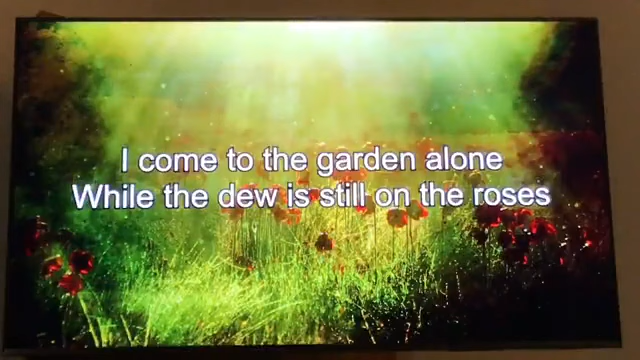 I come to the garden alone
While the dew is still on the roses